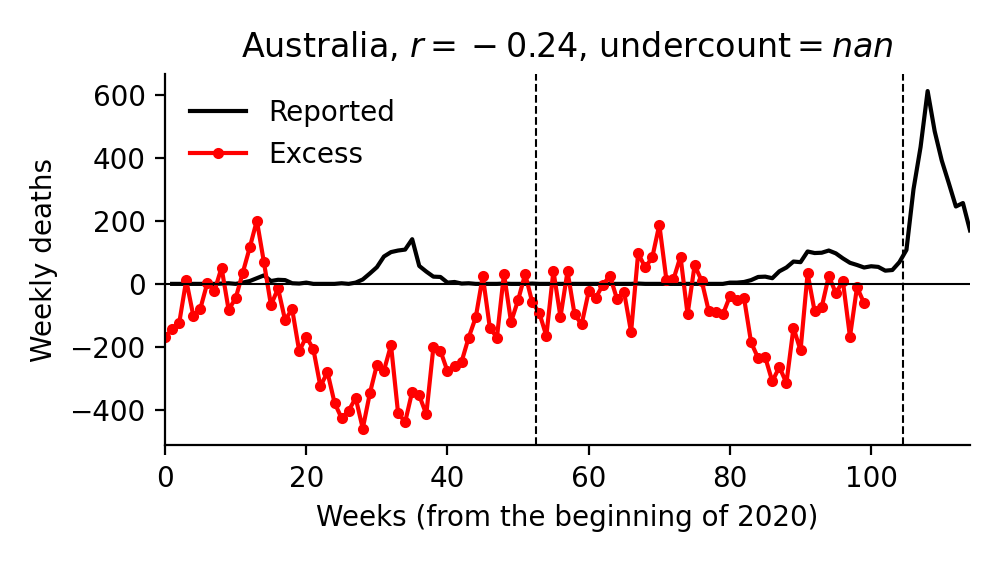 Australia, r = −0.24, undercount = nan
600
400
200
0
−200
−400
Weekly deaths
Reported
Excess
0 20 40 60 80 100
Weeks (from the beginning of 2020)